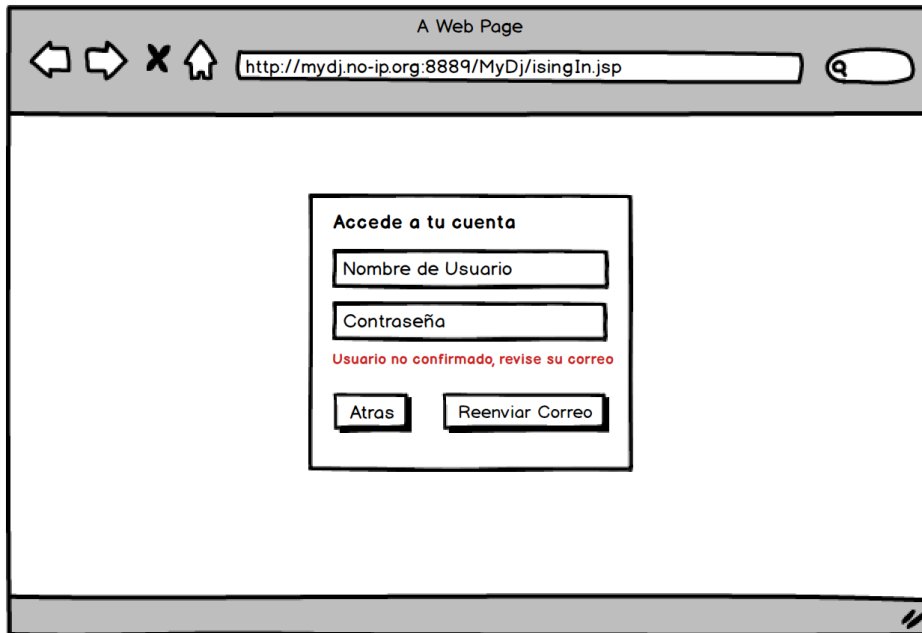 A Web Page
http://mydj.no-ip.org:8889/MyDj/isingIn.jsp
Accede a tu cuenta
Nombre de Usuario
Contraseña
Usuario no confirmado, revise su correo
Atras
Reenviar Correo